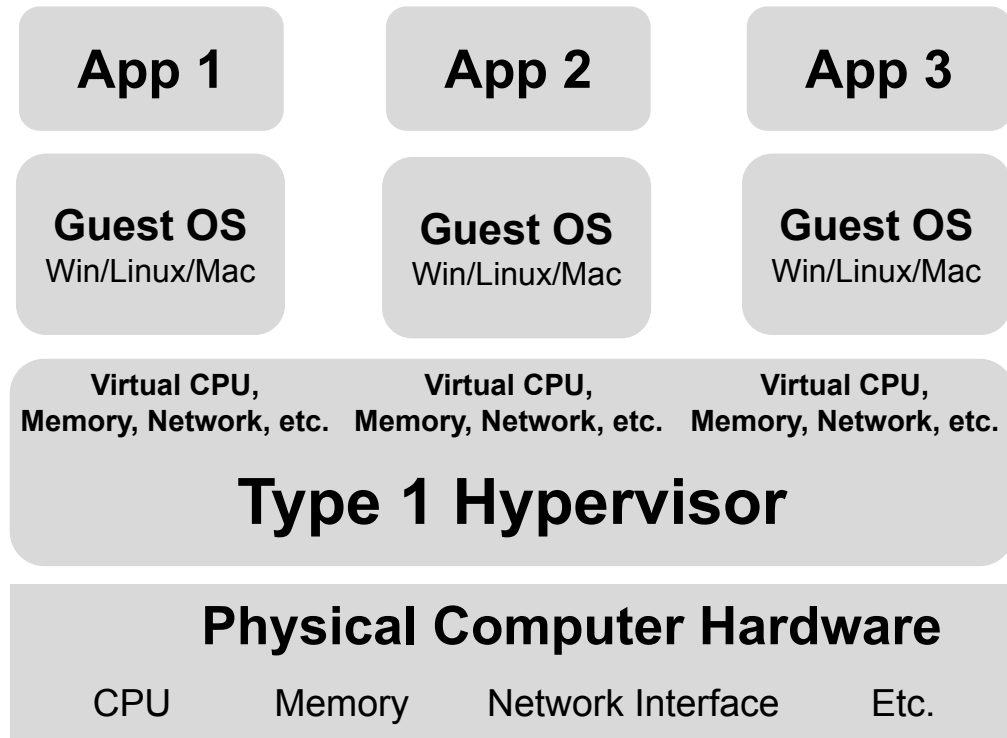 App 1 App 2 App 3
Guest OS Guest OS Guest OS
Win/Linux/Mac Win/Linux/Mac Win/Linux/Mac
Virtual CPU, Virtual CPU, Virtual CPU,
Memory, Network, etc. Memory, Network, etc. Memory, Network, etc.
Type 1 Hypervisor
Physical Computer Hardware
CPU Memory Network Interface Etc.